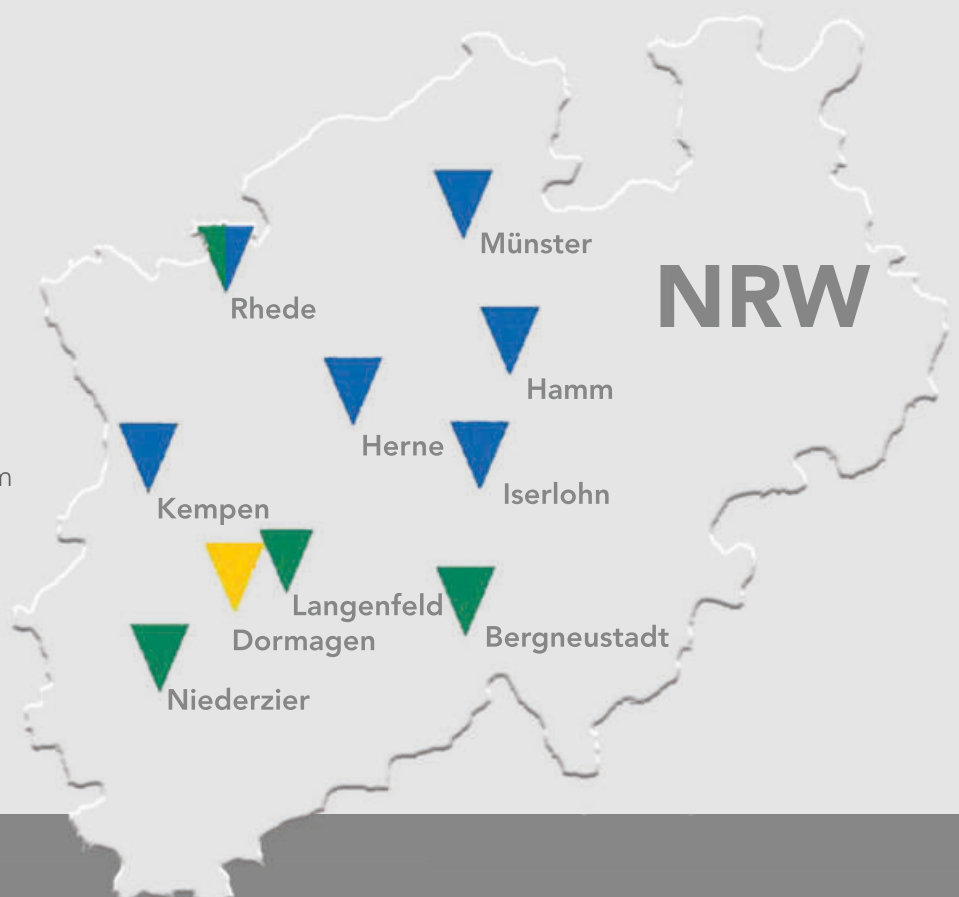 Münster
NRW
Rhede
Hamm
Herne
Iserlohn
Kempen
Langenfeld
Dormagen
Bergneustadt
Niederzier